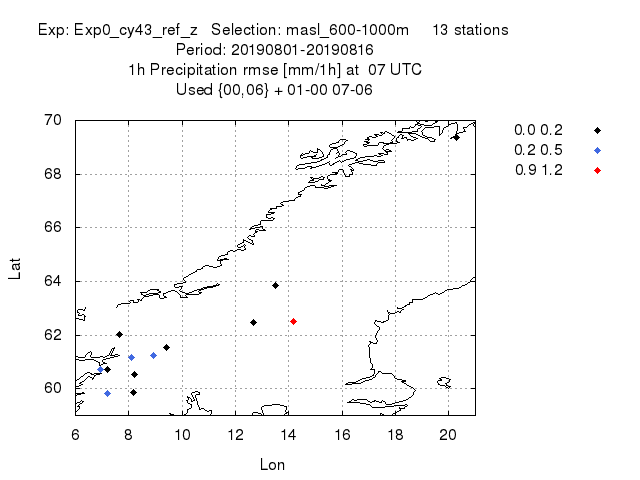 Exp: Exp0_cy43_ref_z   Selection: masl_600-1000m     13 stations
Period: 20190801-20190816
1h Precipitation rmse [mm/1h] at  07 UTC
Used {00,06} + 01-00 07-06
0.0 0.2
0.2 0.5
0.9 1.2
70
68
66
64
62
60
Lat
6 8 10 12 14 16 18 20
Lon